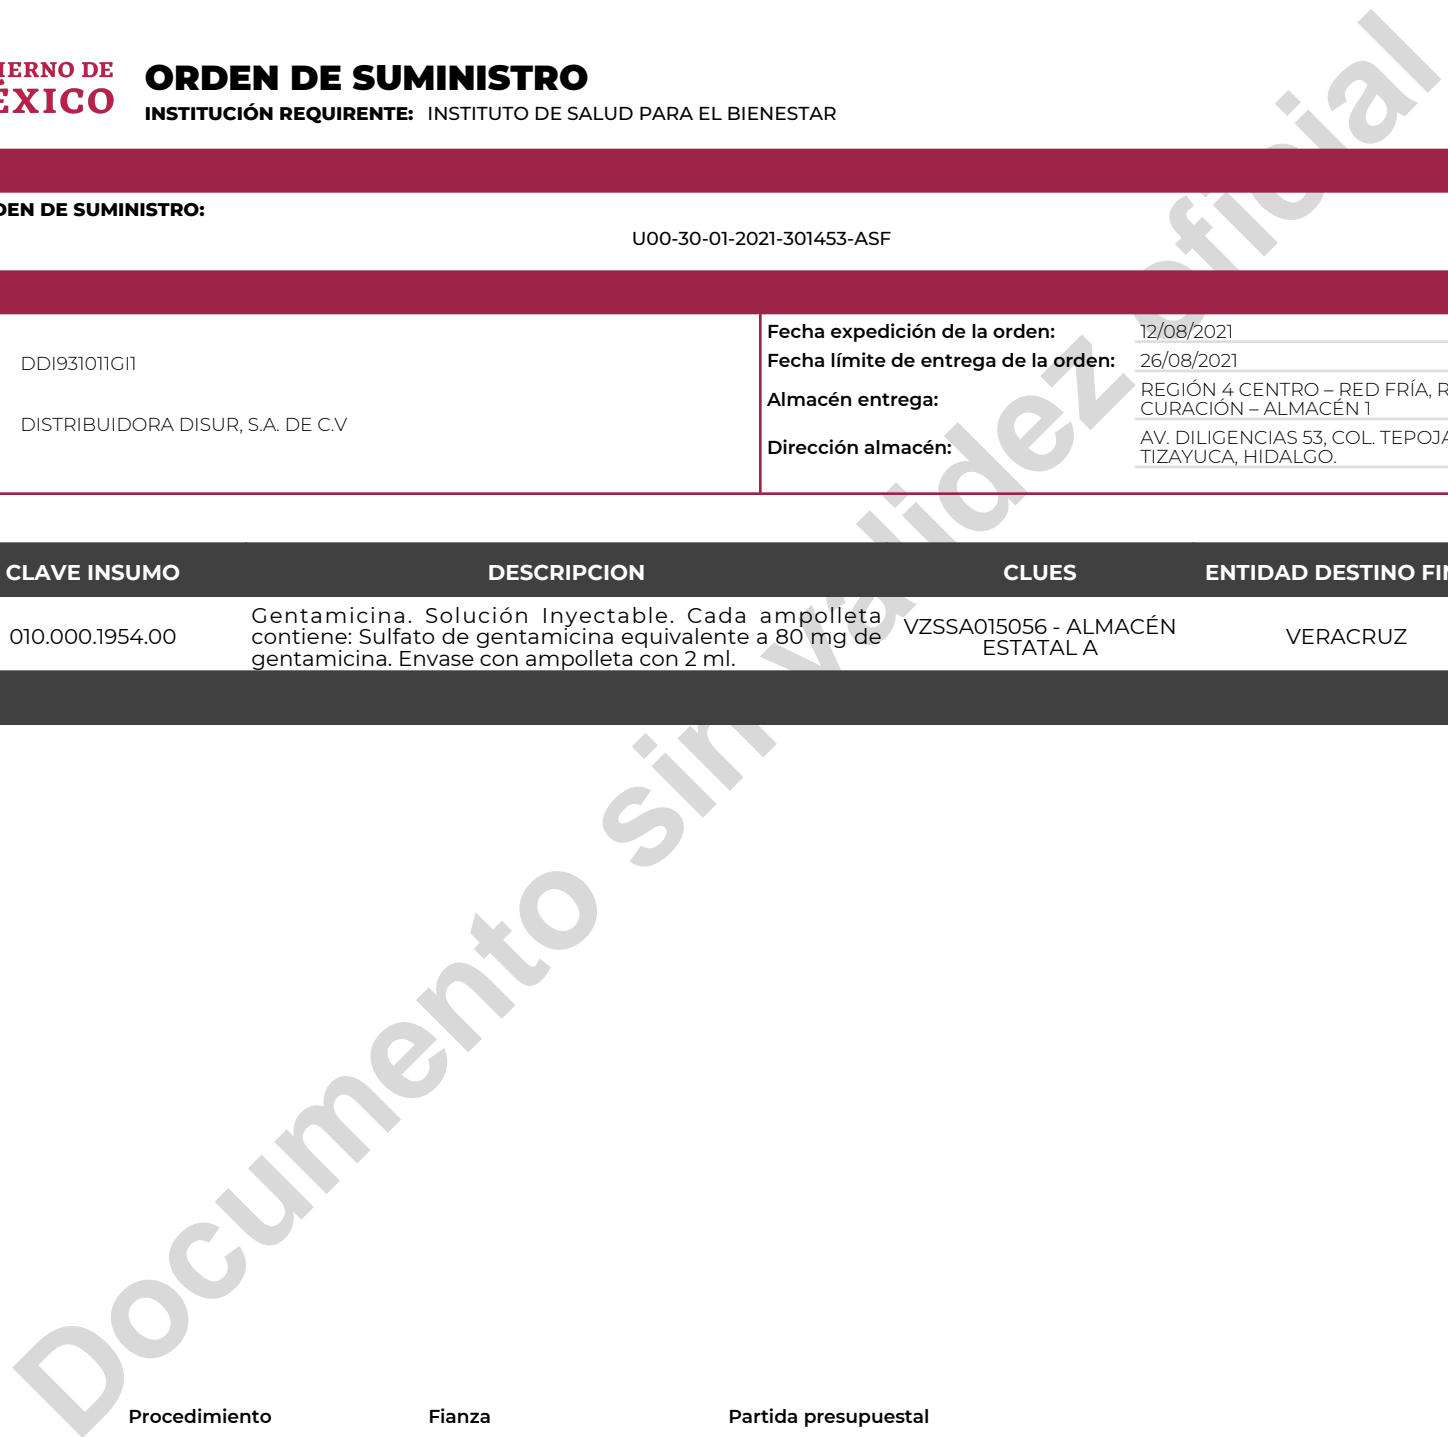 IERNO DE
ÉXICO
ORDEN DE SUMINISTRO
INSTITUCIÓN REQUIRENTE: INSTITUTO DE SALUD PARA EL BIENESTAR
DEN DE SUMINISTRO:
U00-30-01-2021-301453-ASF
DDI931011GI1
DISTRIBUIDORA DISUR, S.A. DE C.V
Fecha expedición de la orden: 12/08/2021
Fecha límite de entrega de la orden: 26/08/2021
Almacén entrega: REGIÓN 4 CENTRO – RED FRÍA, R
CURACIÓN – ALMACÉN 1
Dirección almacén: AV. DILIGENCIAS 53, COL. TEPOJA
TIZAYUCA, HIDALGO.
CLAVE INSUMO DESCRIPCION CLUES ENTIDAD DESTINO FIN
010.000.1954.00
Gentamicina. Solución Inyectable. Cada ampolleta
contiene: Sulfato de gentamicina equivalente a 80 mg de
gentamicina. Envase con ampolleta con 2 ml.
VZSSA015056 - ALMACÉN
ESTATAL A
VERACRUZ
Documento sin validez oficial
Procedimiento Fianza Partida presupuestal